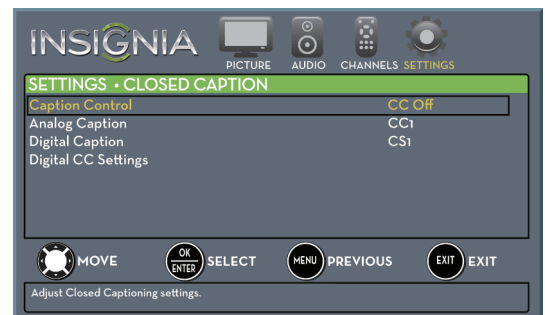 INSIGNIA
PICTURE AUDIO CHANNELS SETTINGS
SETTINGS • CLOSED CAPTION
Caption Control CC Off
Analog Caption CC1
Digital Caption CS1
Digital CC Settings
MOVE OK ENTER SELECT MENU PREVIOUS EXIT EXIT
Adjust Closed Captioning settings.